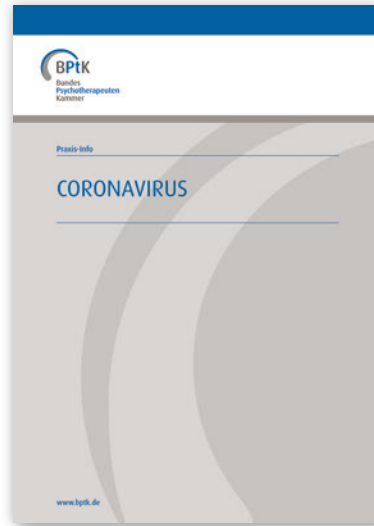 BPtK
Bundes
Psychotherapeuten
Kammer
Praxis-Info
CORONAVIRUS
www.bptk.de